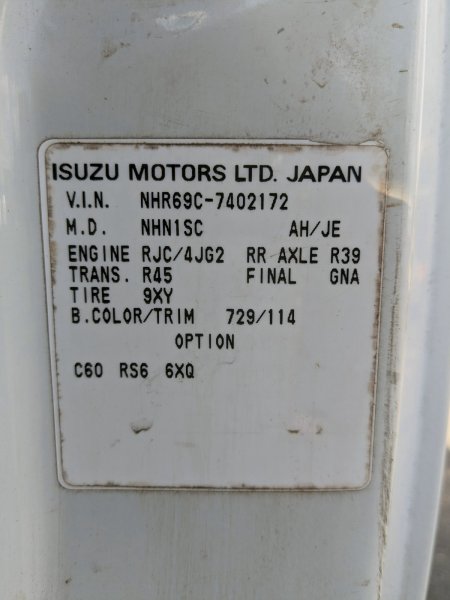 ISUZU MOTORS LTD. JAPAN
V.I.N. NHR69C-7402172
M.D. NHN1SC AH/JE
ENGINE RJC/4JG2 RR AXLE R39
TRANS. R45 FINAL GNA
TIRE 9XY
B.COLOR/TRIM 729/114
OPTION
C60 RS6 6XQ